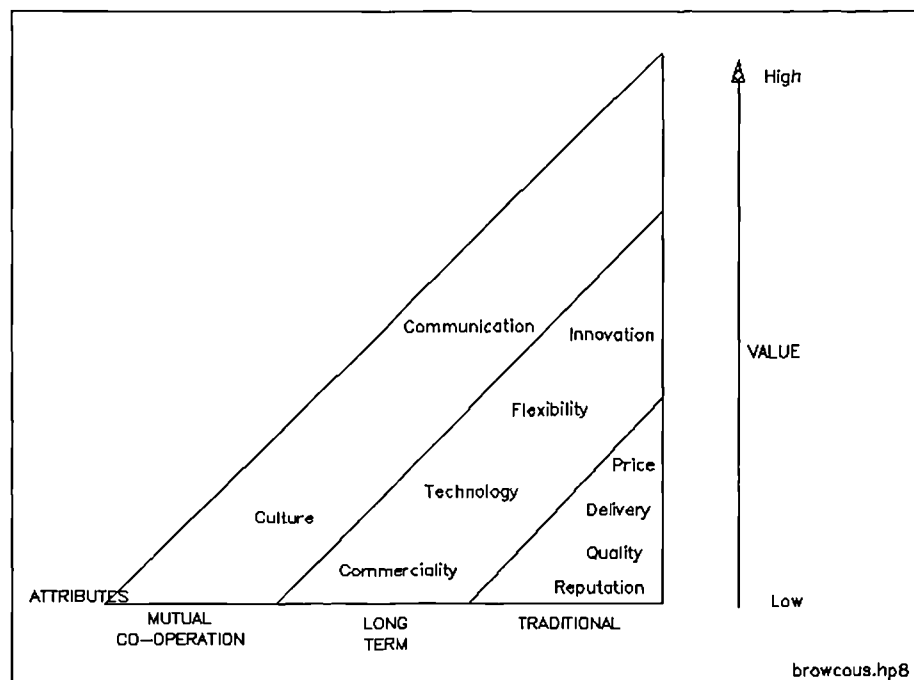 High
Communication
Innovation
VALUE
Flexibility
Price
Technology
Delivery
Culture
Quality
Commerciality
Reputation
ATTRIBUTES
Low
MUTUAL
CO-OPERATION
LONG
TERM
TRADITIONAL
browcous.hp8